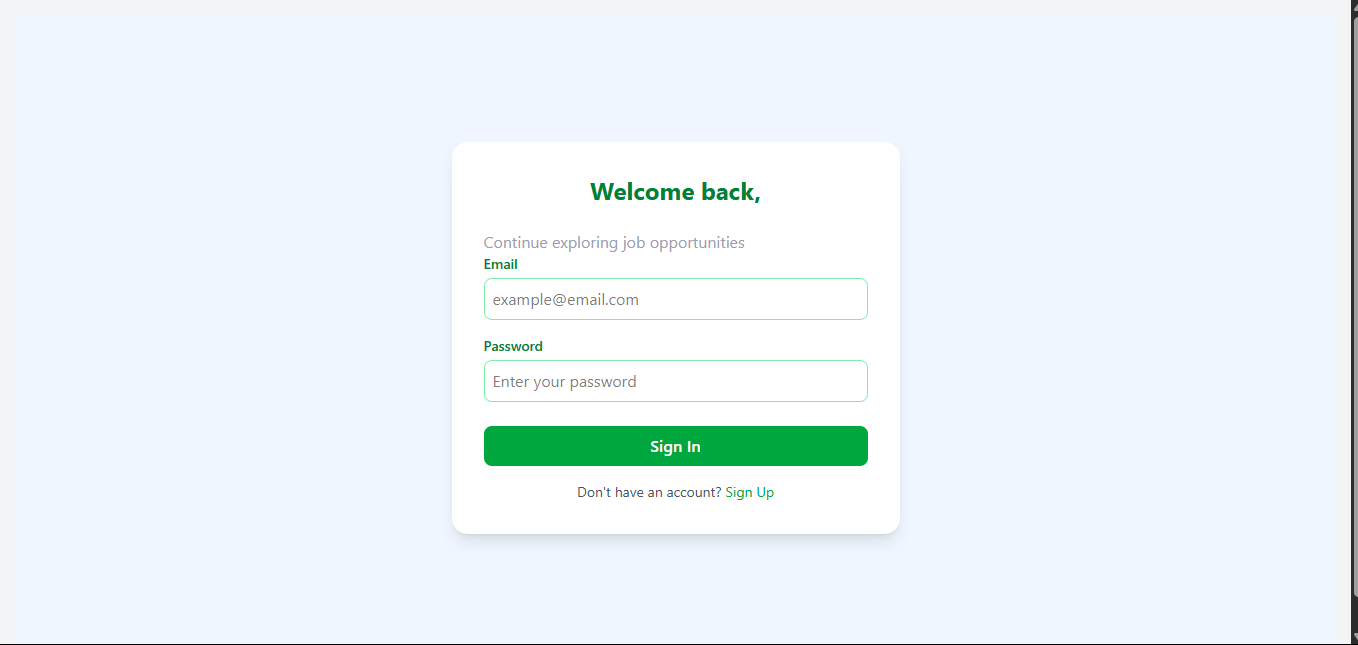 Welcome back,
Continue exploring job opportunities
Email
example@email.com
Password
Enter your password
Sign In
Don't have an account? Sign Up